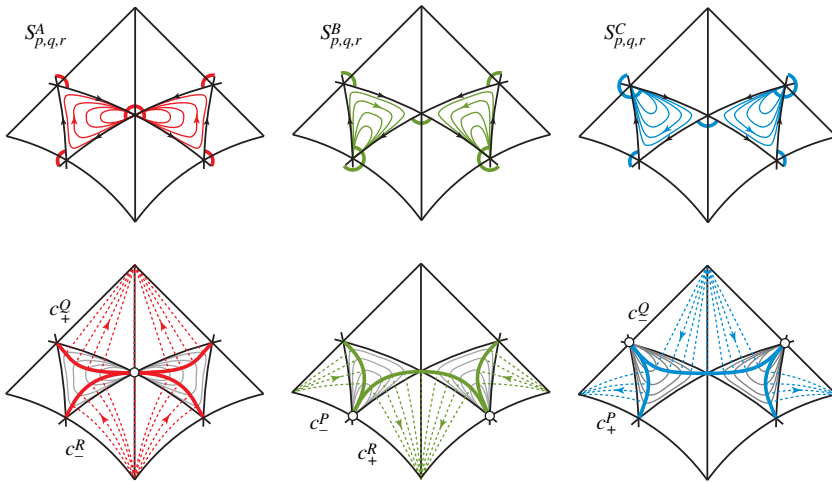 S^A_{p,q,r}
S^B_{p,q,r}
S^C_{p,q,r}
c^Q_+
c^Q_-
c^R_-
c^P_-
c^R_+
c^P_+